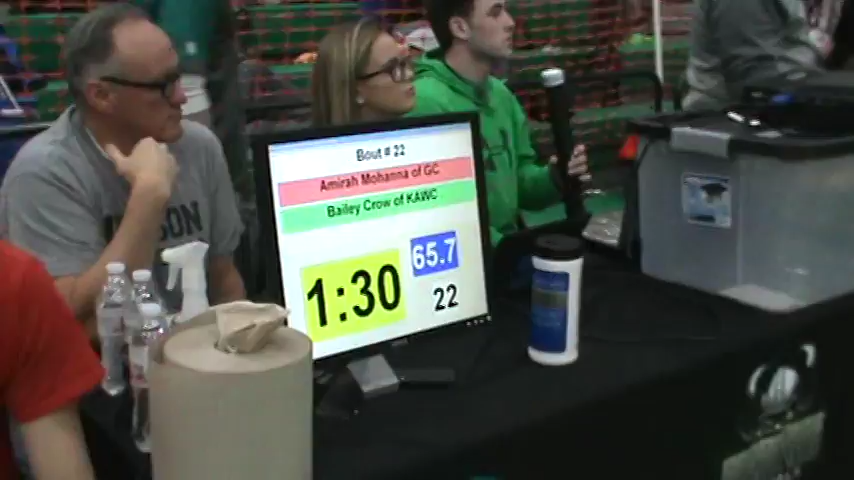 Bout # 22
Amirah Mohanna of GC
Bailey Crow of KAWC
65.7
1:30
22